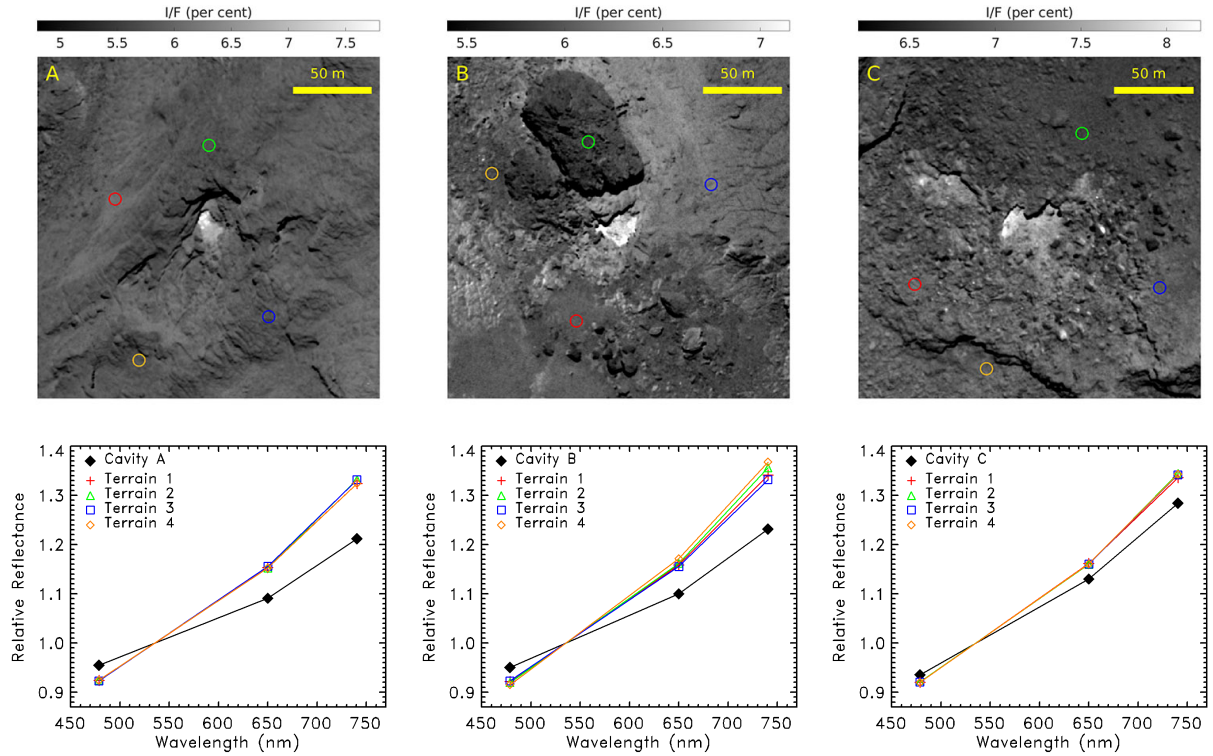 I/F (per cent)
5 5.5 6 6.5 7 7.5
A
50 m
I/F (per cent)
5.5 6 6.5 7
B
50 m
I/F (per cent)
6.5 7 7.5 8
C
50 m
Relative Reflectance
1.4
1.3
1.2
1.1
1.0
0.9
Cavity A
Terrain 1
Terrain 2
Terrain 3
Terrain 4
450 500 550 600 650 700 750
Wavelength (nm)
Relative Reflectance
1.4
1.3
1.2
1.1
1.0
0.9
Cavity B
Terrain 1
Terrain 2
Terrain 3
Terrain 4
450 500 550 600 650 700 750
Wavelength (nm)
Relative Reflectance
1.4
1.3
1.2
1.1
1.0
0.9
Cavity C
Terrain 1
Terrain 2
Terrain 3
Terrain 4
450 500 550 600 650 700 750
Wavelength (nm)